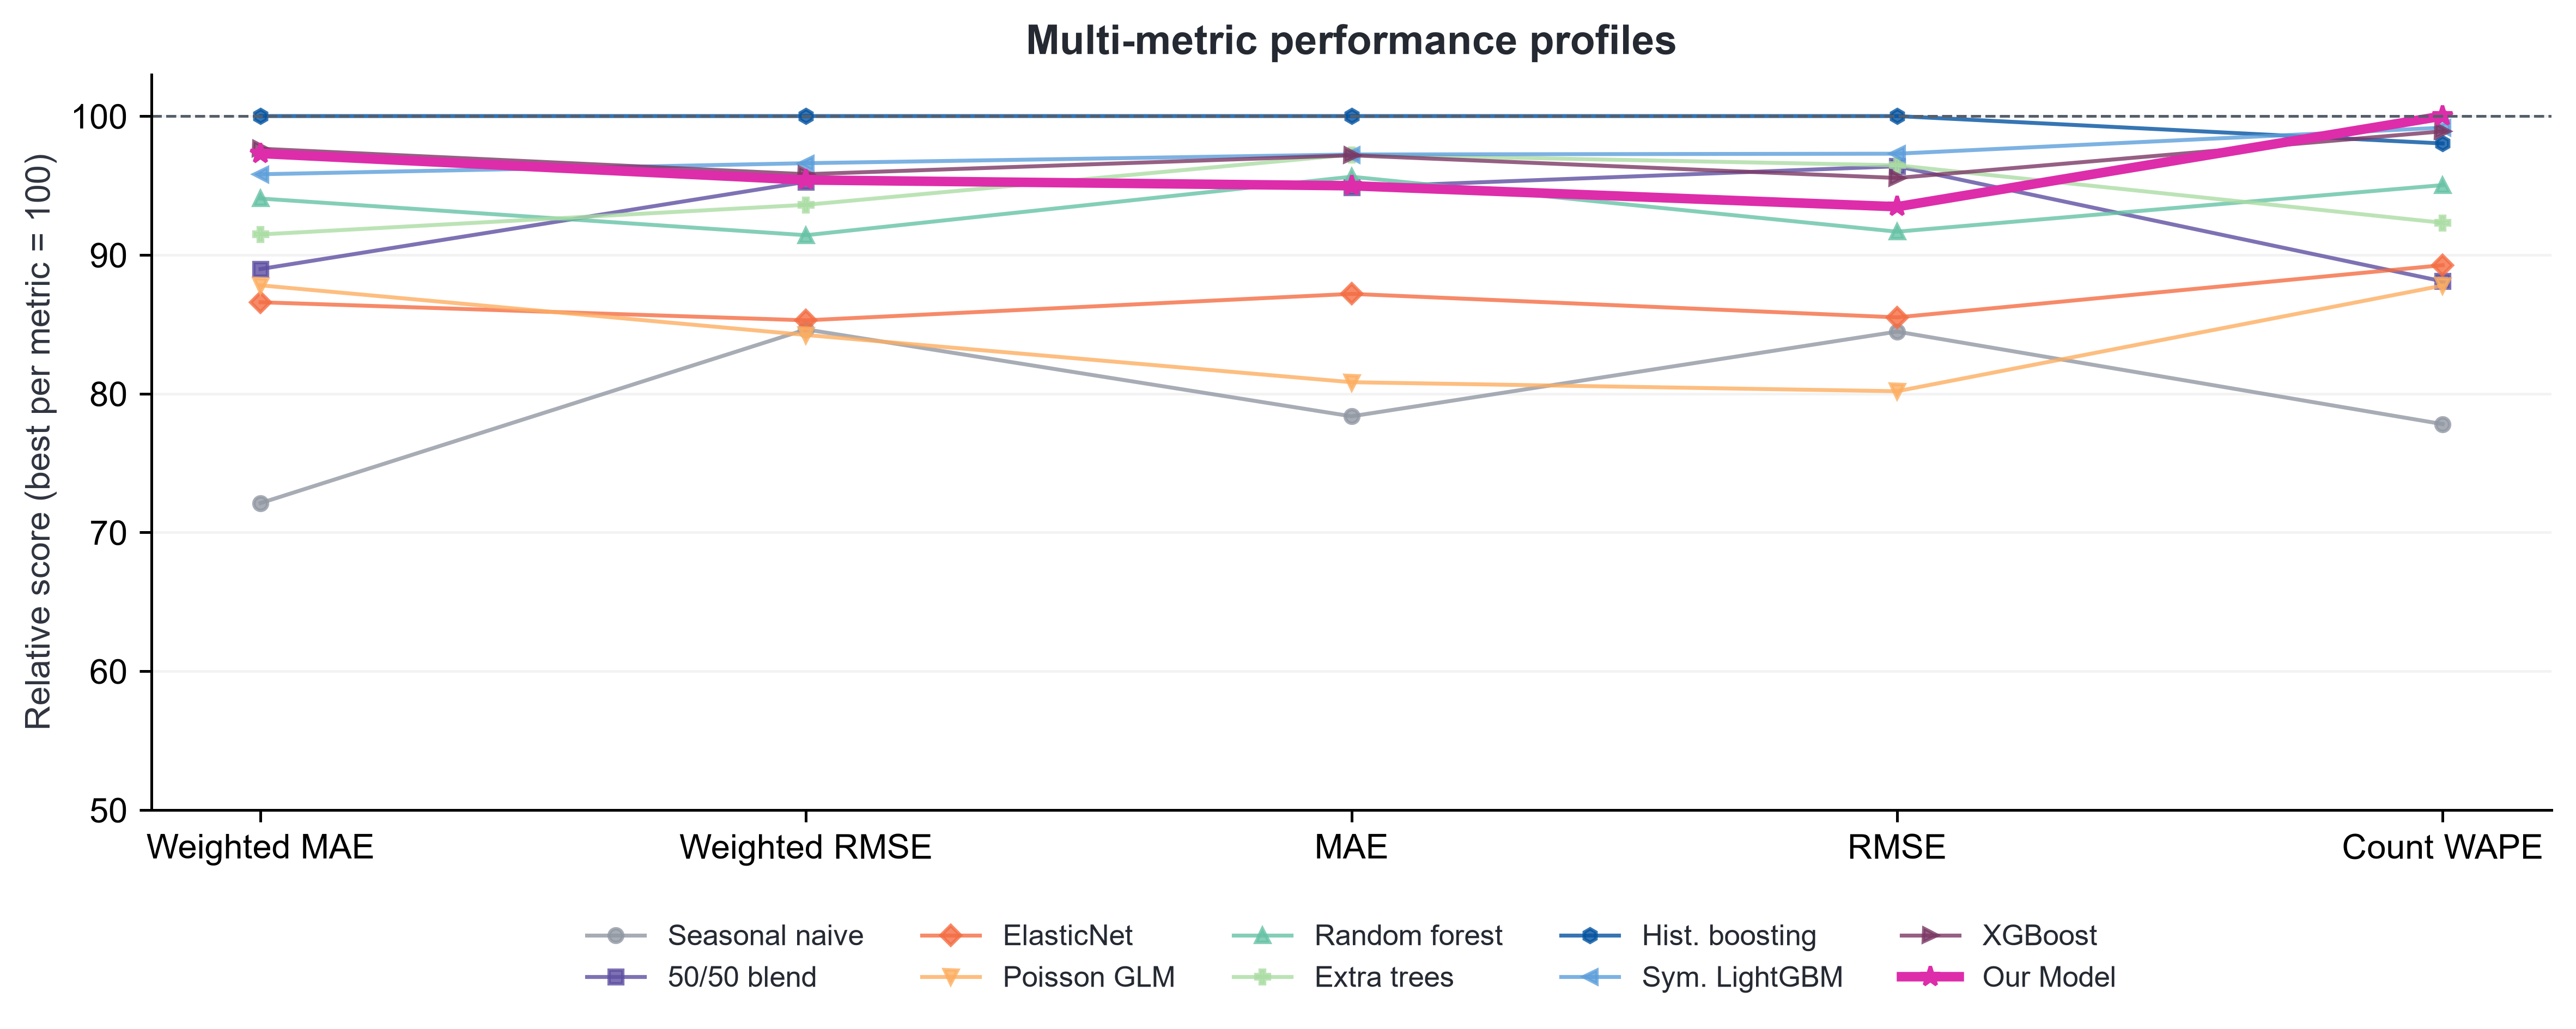 Multi-metric performance profiles
Relative score (best per metric = 100)
100
90
80
70
60
50
Weighted MAE
Weighted RMSE
MAE
RMSE
Count WAPE
Seasonal naive
50/50 blend
ElasticNet
Poisson GLM
Random forest
Extra trees
Hist. boosting
Sym. LightGBM
XGBoost
Our Model